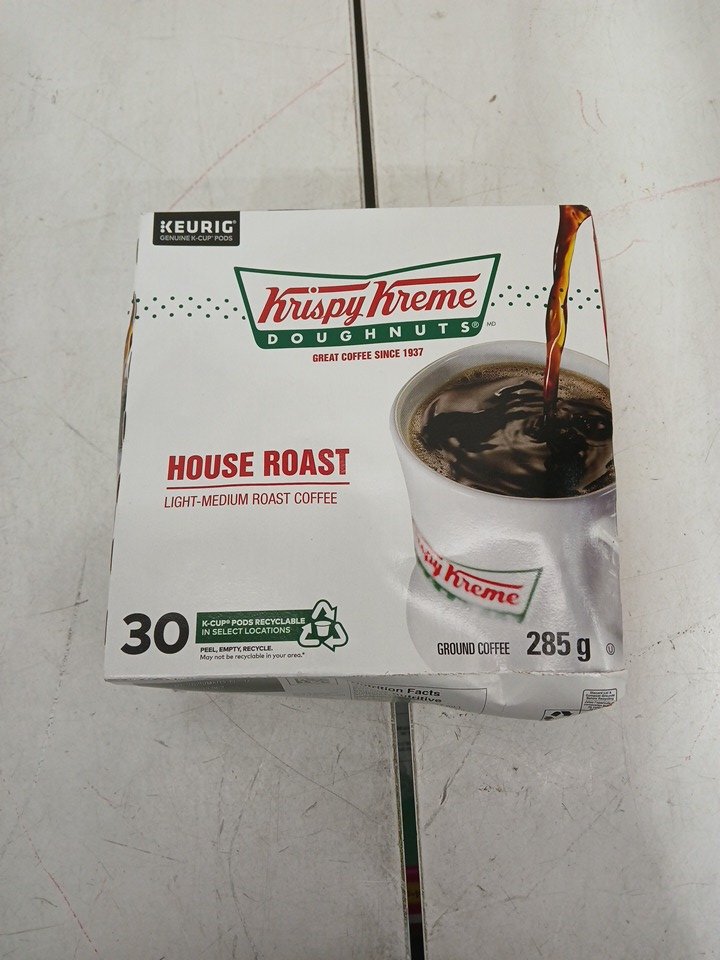 KEURIG®
GENUINE K-CUP® PODS
Krispy Kreme
DOUGHNUTS® MD
GREAT COFFEE SINCE 1937
HOUSE ROAST
LIGHT-MEDIUM ROAST COFFEE
Kreme
30
K-CUP® PODS RECYCLABLE
IN SELECT LOCATIONS
PEEL, EMPTY, RECYCLE.
May not be recyclable in your area.*
GROUND COFFEE 285 g
Facts